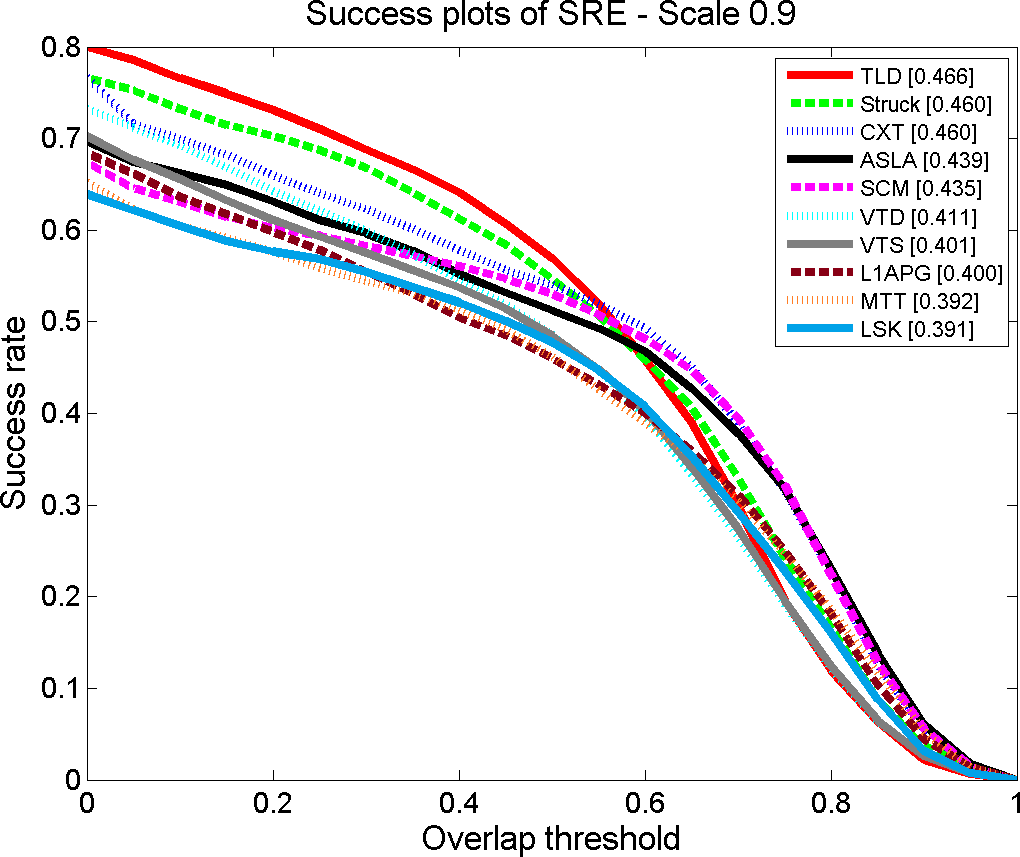 Success plots of SRE - Scale 0.9
Success rate
0.8
0.7
0.6
0.5
0.4
0.3
0.2
0.1
0
TLD [0.466]
Struck [0.460]
CXT [0.460]
ASLA [0.439]
SCM [0.435]
VTD [0.411]
VTS [0.401]
L1APG [0.400]
MTT [0.392]
LSK [0.391]
0 0.2 0.4 0.6 0.8 1
Overlap threshold